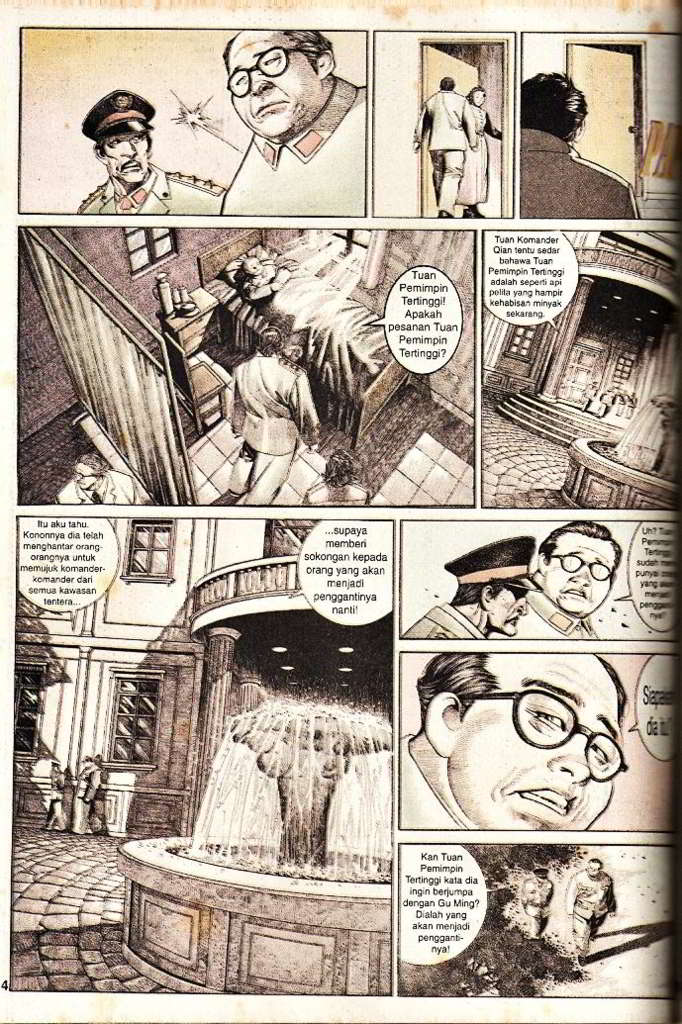 Tuan
Pemimpin
Tertinggi!
Apakah
pesanan Tuan
Pemimpin
Tertinggi?
Tuan Komander
Qian tentu sedar
bahawa Tuan
Pemimpin Tertinggi
adalah seperti api
pelita yang hampir
kehabisan minyak
sekarang.
Itu aku tahu.
Kononnya dia telah
menghantar orang-
orangnya untuk
memujuk komander-
komander dari
semua kawasan
tentera...
...supaya
memberi
sokongan kepada
orang yang akan
menjadi
penggantinya
nanti!
Uh? Tuan
Tertinggi
sudah
punyai
Siapakah
dia itu?
Kan Tuan
Pemimpin
Tertinggi kata dia
ingin berjumpa
dengan Gu Ming?
Dialah yang
akan menjadi
pengganti-
nya!
4